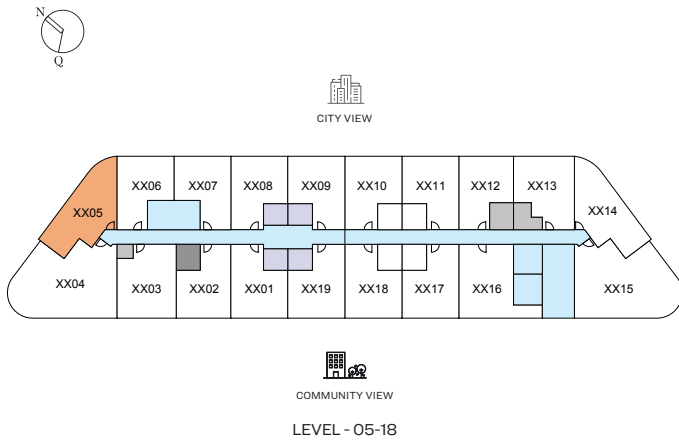 N
Q
CITY VIEW
XX06 XX07 XX08 XX09 XX10 XX11 XX12 XX13
XX05 XX14
XX04 XX03 XX02 XX01 XX19 XX18 XX17 XX16 XX15
COMMUNITY VIEW
LEVEL - 05-18